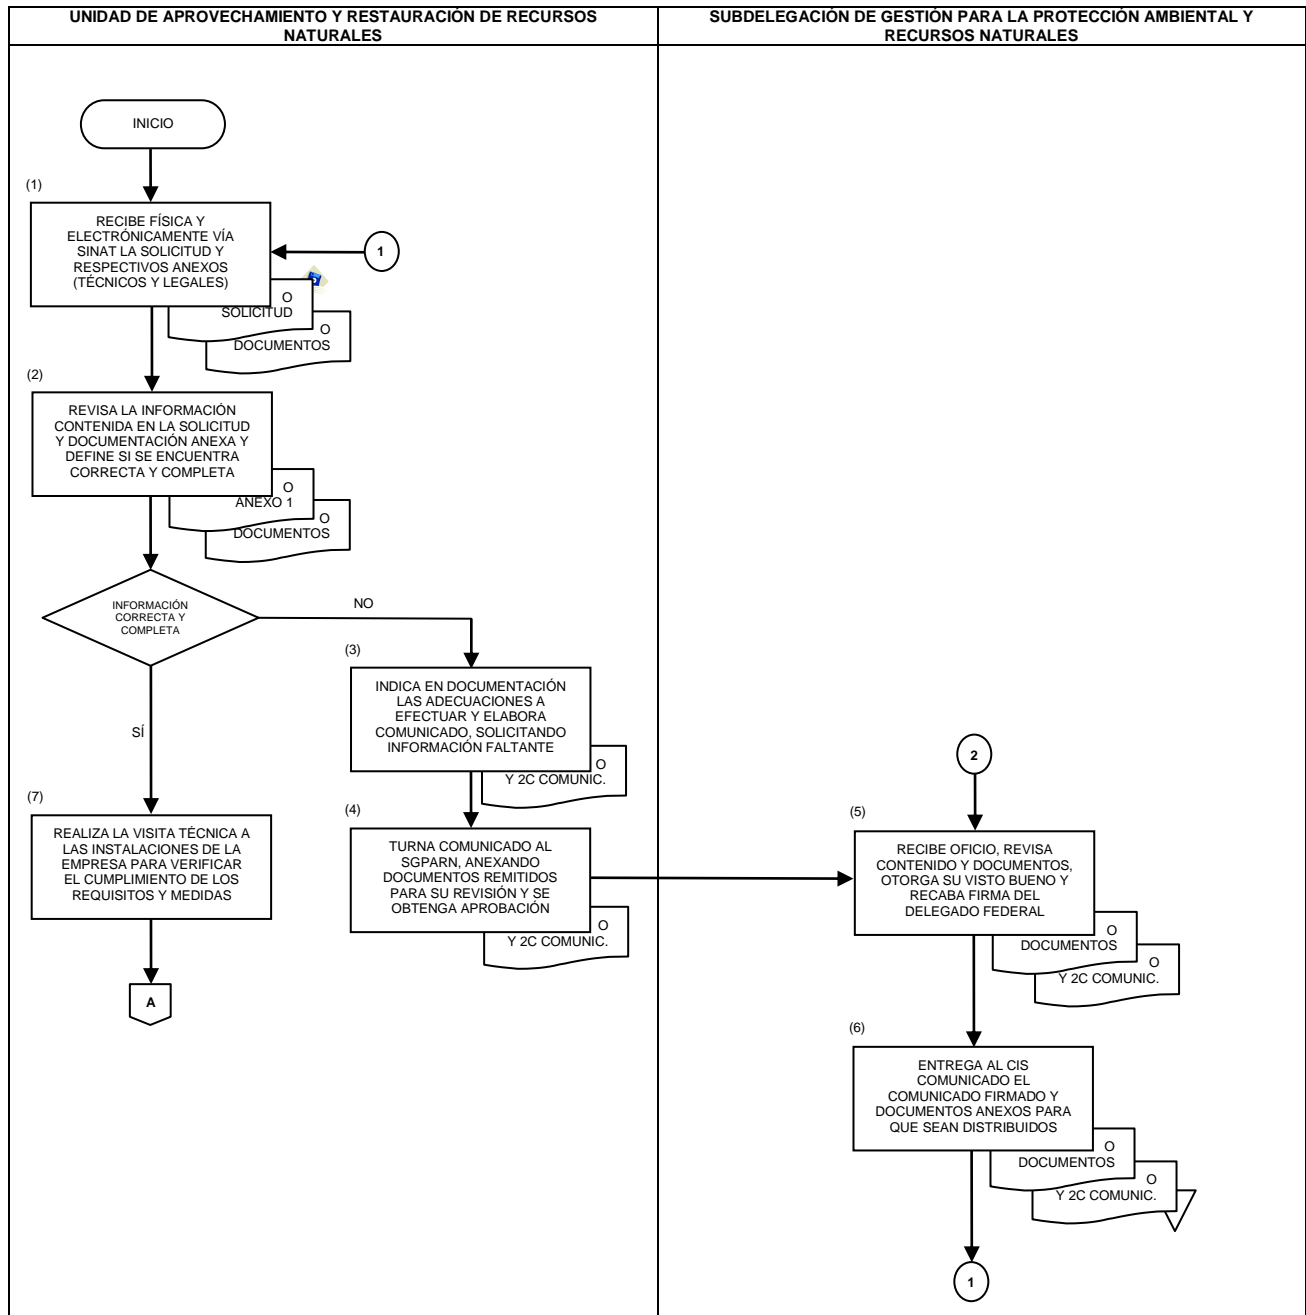 UNIDAD DE APROVECHAMIENTO Y RESTAURACIÓN DE RECURSOS
NATURALES
SUBDELEGACIÓN DE GESTIÓN PARA LA PROTECCIÓN AMBIENTAL Y
RECURSOS NATURALES
INICIO
(1)
RECIBE FÍSICA Y
ELECTRÓNICAMENTE VÍA
SINAT LA SOLICITUD Y
RESPECTIVOS ANEXOS
(TÉCNICOS Y LEGALES)
1
O
SOLICITUD
O
DOCUMENTOS
(2)
REVISA LA INFORMACIÓN
CONTENIDA EN LA SOLICITUD
Y DOCUMENTACIÓN ANEXA Y
DEFINE SI SE ENCUENTRA
CORRECTA Y COMPLETA
O
ANEXO 1
O
DOCUMENTOS
INFORMACIÓN
CORRECTA Y
COMPLETA
NO
SÍ
(3)
INDICA EN DOCUMENTACIÓN
LAS ADECUACIONES A
EFECTUAR Y ELABORA
COMUNICADO, SOLICITANDO
INFORMACIÓN FALTANTE
O
Y 2C COMUNIC.
(4)
TURNA COMUNICADO AL
SGPARN, ANEXANDO
DOCUMENTOS REMITIDOS
PARA SU REVISIÓN Y SE
OBTENGA APROBACIÓN
O
Y 2C COMUNIC.
(7)
REALIZA LA VISITA TÉCNICA A
LAS INSTALACIONES DE LA
EMPRESA PARA VERIFICAR
EL CUMPLIMIENTO DE LOS
REQUISITOS Y MEDIDAS
A
2
(5)
RECIBE OFICIO, REVISA
CONTENIDO Y DOCUMENTOS,
OTORGA SU VISTO BUENO Y
RECABA FIRMA DEL
DELEGADO FEDERAL
O
DOCUMENTOS
O
Y 2C COMUNIC.
(6)
ENTREGA AL CIS
COMUNICADO EL
COMUNICADO FIRMADO Y
DOCUMENTOS ANEXOS PARA
QUE SEAN DISTRIBUIDOS
O
DOCUMENTOS
O
Y 2C COMUNIC.
1